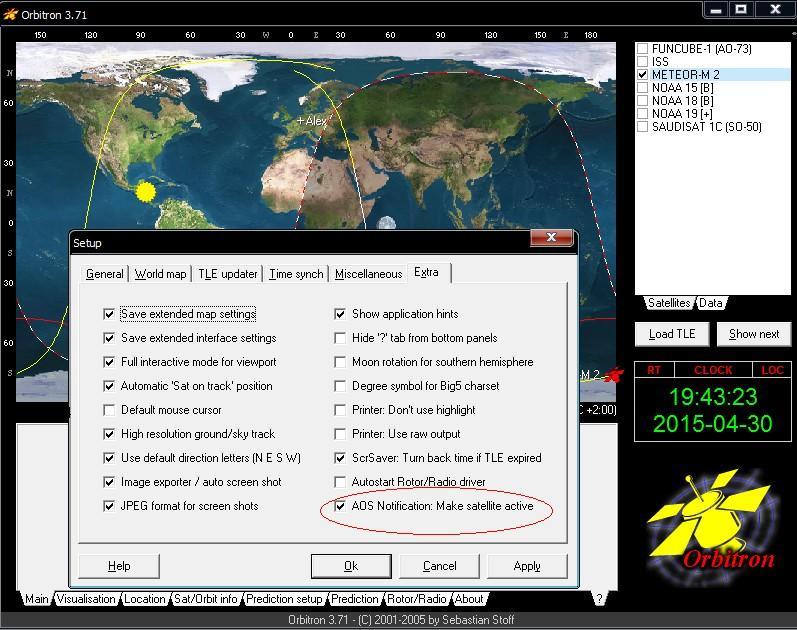 Orbitron 3.71
150 120 90 60 30 W 0 E 30 60 90 120 150 E 180
N
60
30
N
0
S
30
60
S
+Alex
M 2
C +2:00)
FUNCUBE-1 (AO-73)
ISS
METEOR-M 2
NOAA 15 [B]
NOAA 18 [B]
NOAA 19 [+]
SAUDISAT 1C (SO-50)
Satellites Data
Load TLE Show next
RT CLOCK LOC
19:43:23
2015-04-30
Orbitron
Setup
General World map TLE updater Time synch Miscellaneous Extra
Save extended map settings
Save extended interface settings
Full interactive mode for viewport
Automatic 'Sat on track' position
Default mouse cursor
High resolution ground/sky track
Use default direction letters (N E S W)
Image exporter / auto screen shot
JPEG format for screen shots
Show application hints
Hide '?' tab from bottom panels
Moon rotation for southern hemisphere
Degree symbol for Big5 charset
Printer: Don't use highlight
Printer: Use raw output
ScrSaver: Turn back time if TLE expired
Autostart Rotor/Radio driver
AOS Notification: Make satellite active
Help Ok Cancel Apply
Main Visualisation Location Sat/Orbit info Prediction setup Prediction Rotor/Radio About ?
Orbitron 3.71 - (C) 2001-2005 by Sebastian Stoff